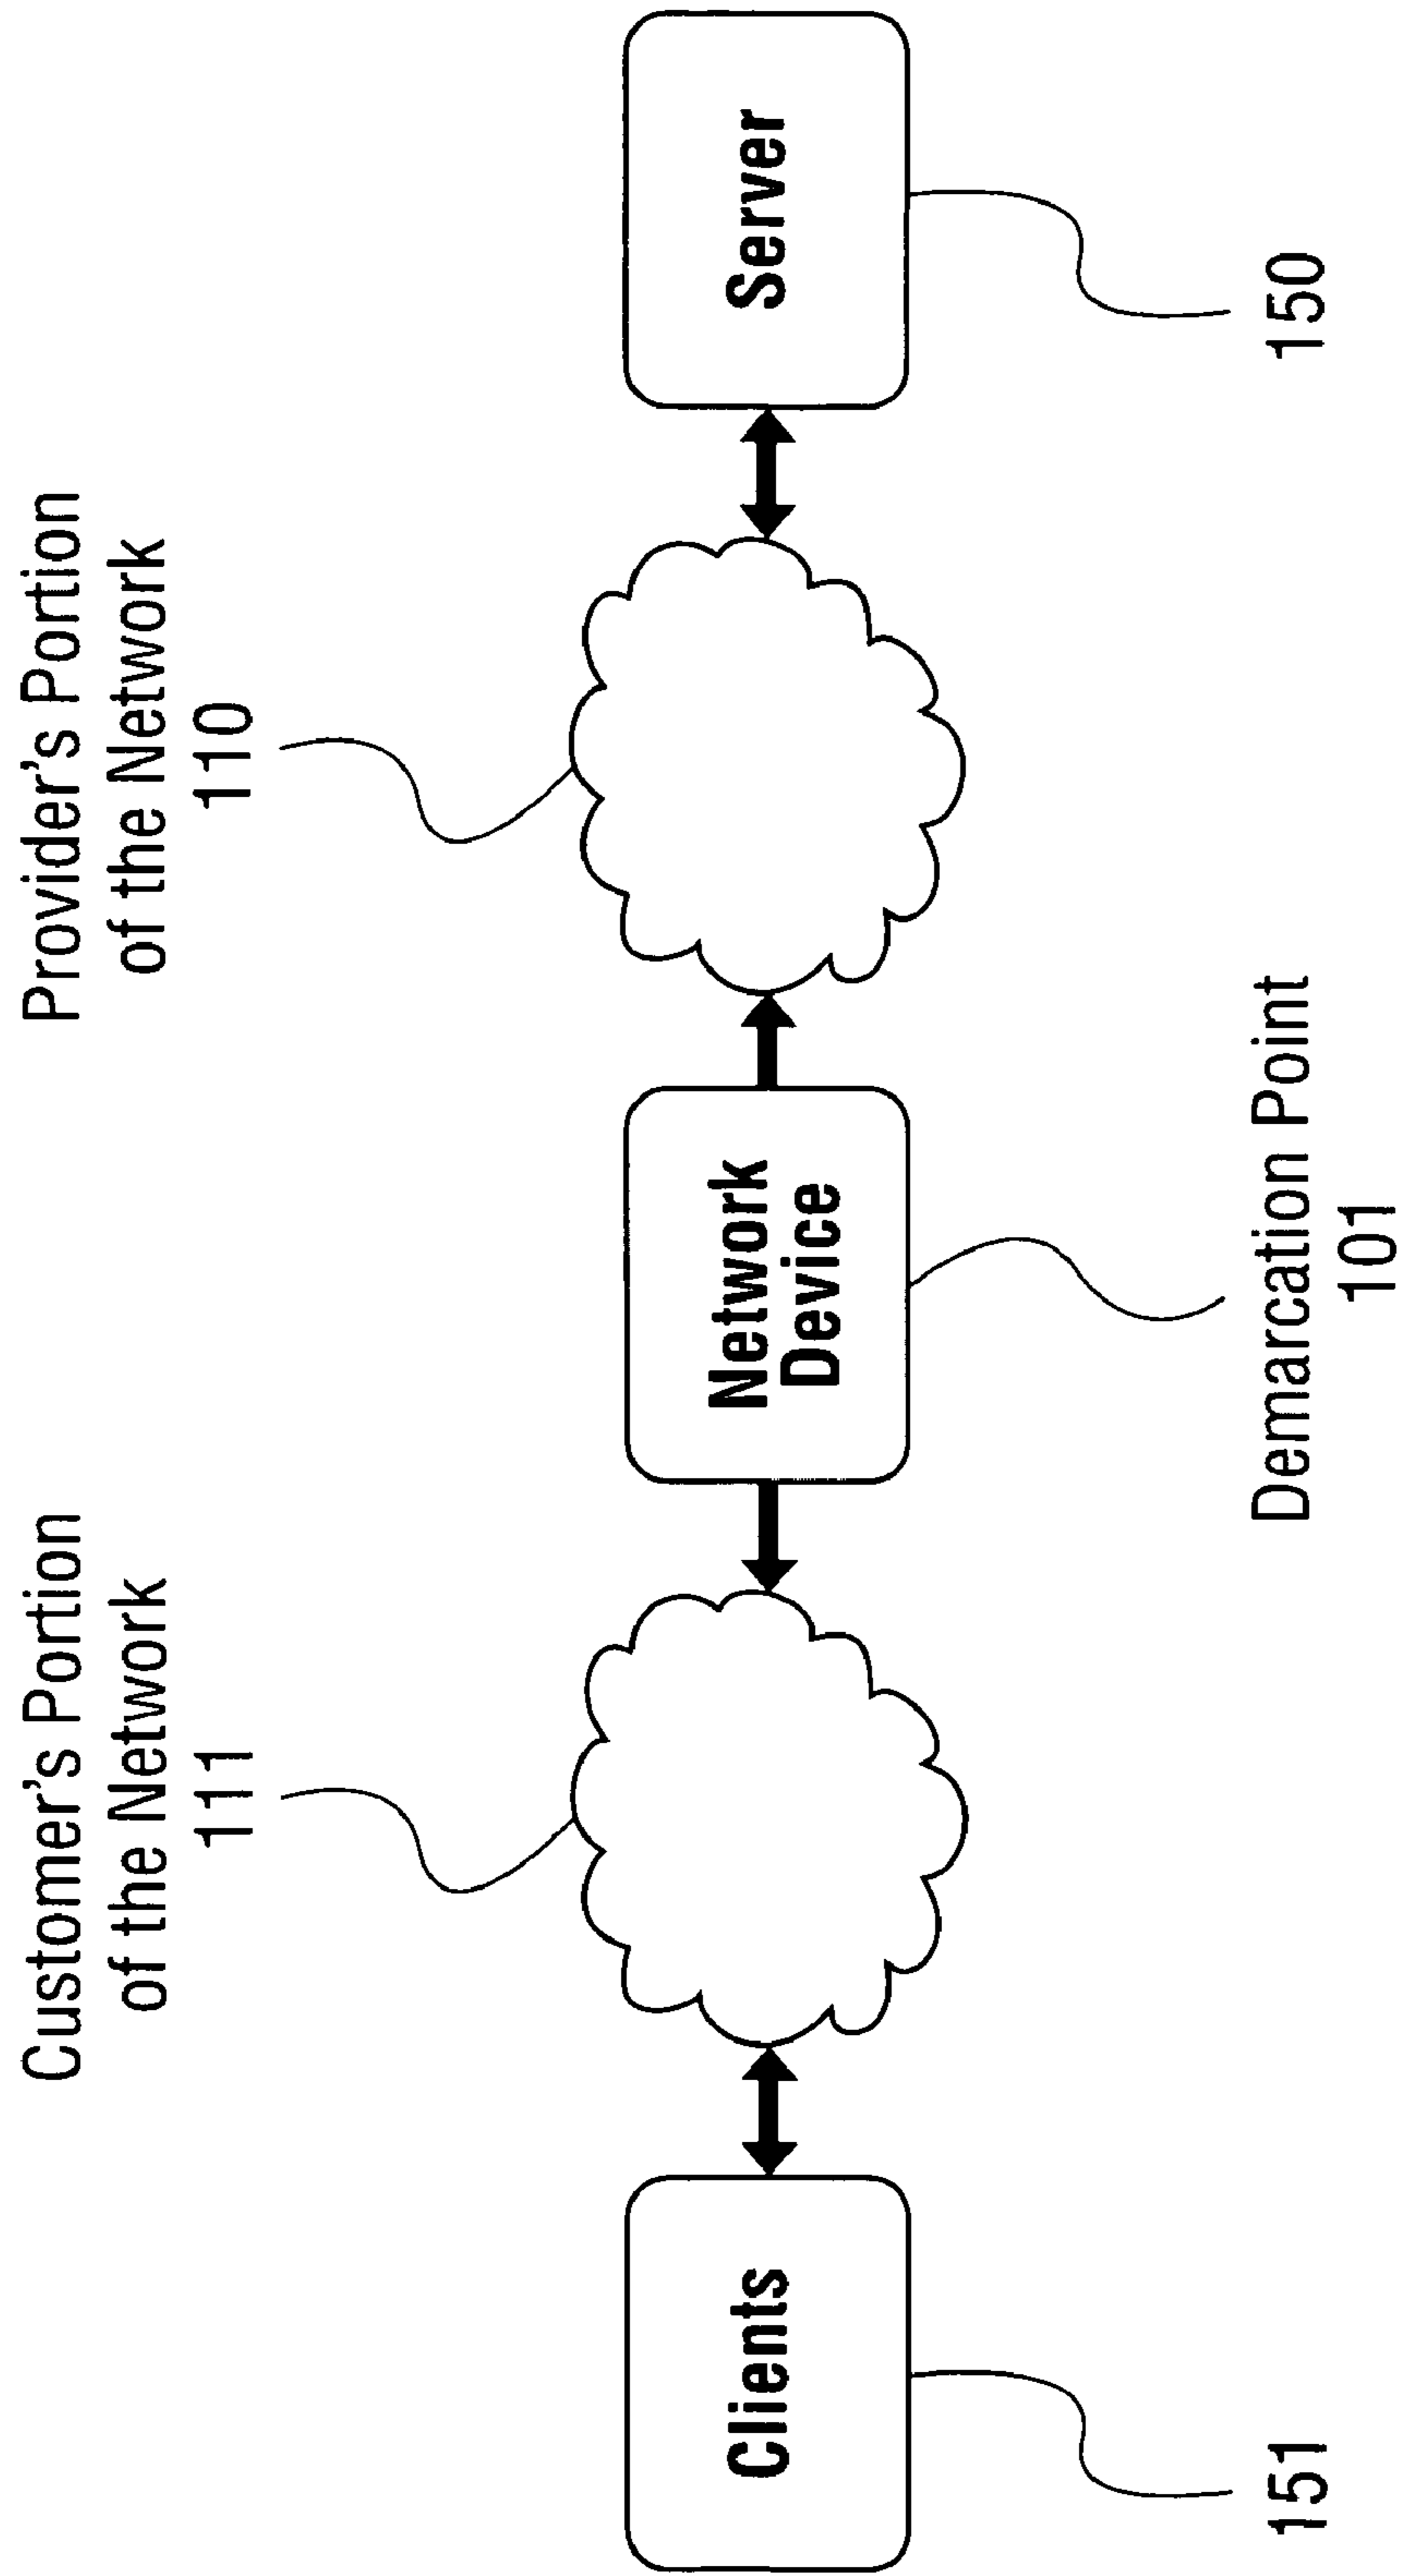 Customer's Portion
of the Network
111
Provider's Portion
of the Network
110
Clients
Network
Device
Server
151
Demarcation Point
101
150